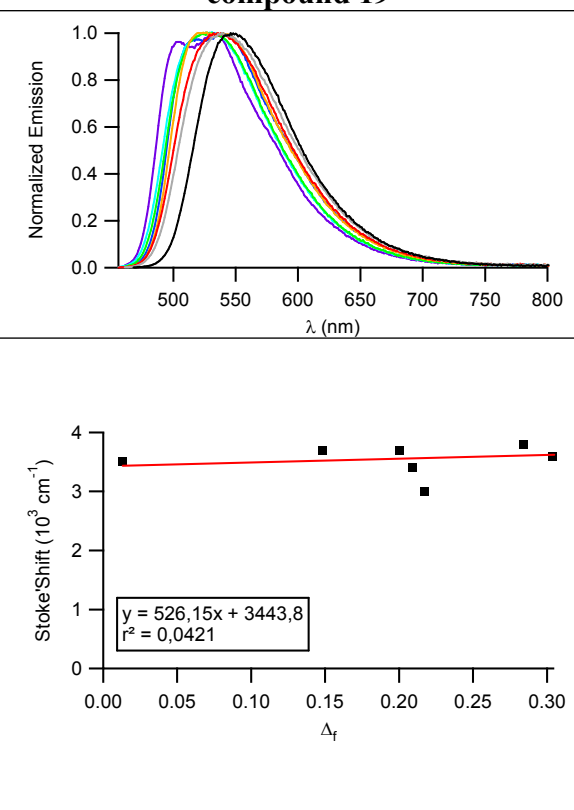 compound 19
1.0
0.8
0.6
0.4
0.2
0.0
Normalized Emission
500 550 600 650 700 750 800
λ (nm)
4
3
2
1
0
Stoke'Shift (10³ cm⁻¹)
y = 526,15x + 3443,8
r² = 0,0421
0.00 0.05 0.10 0.15 0.20 0.25 0.30
Δf